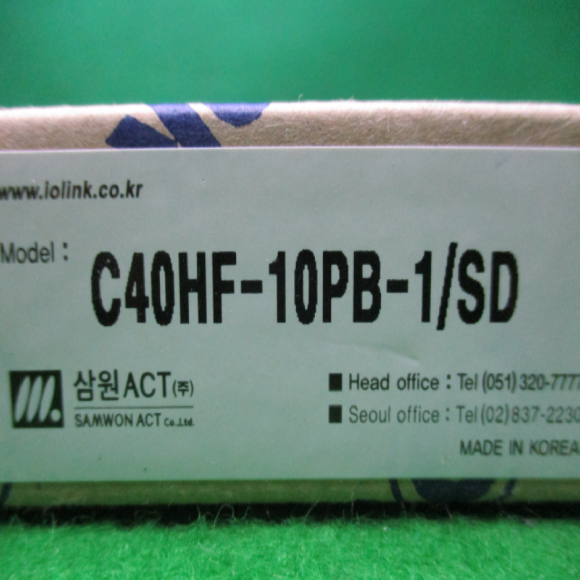 www.iolink.co.kr
Model : C40HF-10PB-1/SD
삼원ACT(주)
SAMWON ACT Co.,Ltd.
■ Head office : Tel (051) 320-7777
■ Seoul office : Tel (02) 837-2230
MADE IN KOREA